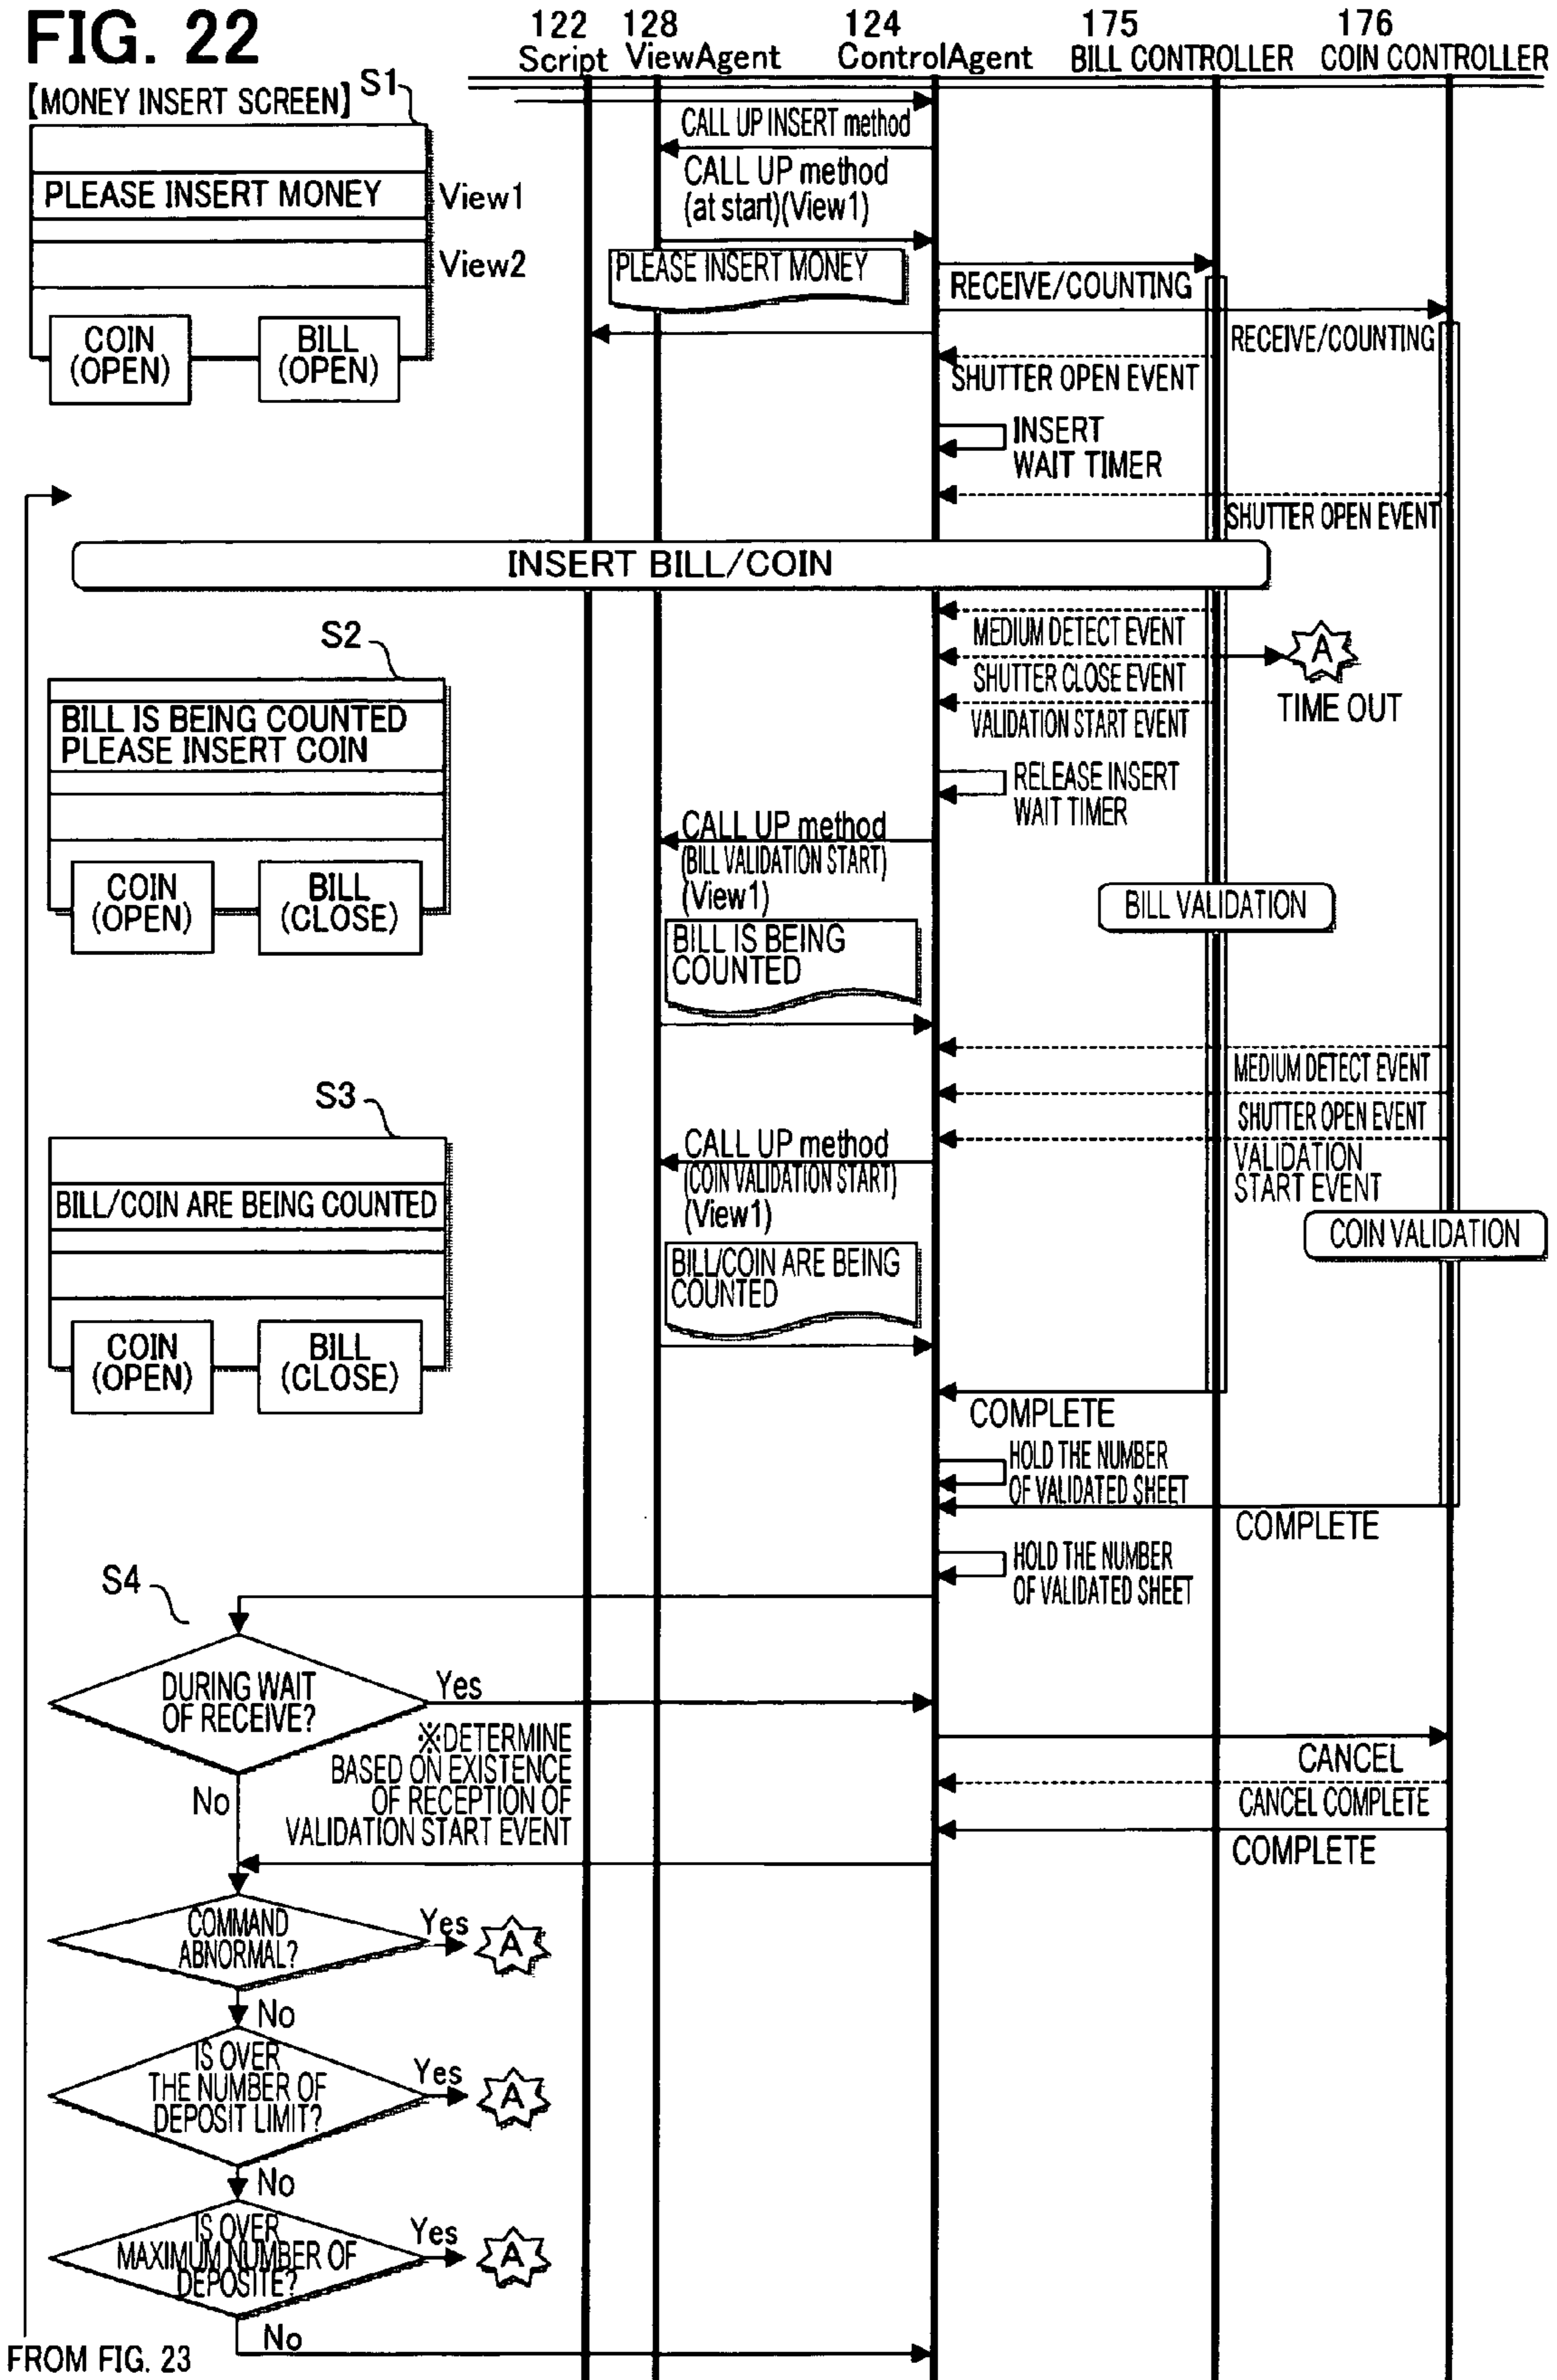 FIG. 22
122 128 124 175 176
Script ViewAgent ControlAgent BILL CONTROLLER COIN CONTROLLER
【MONEY INSERT SCREEN】 S1
CALL UP INSERT method
CALL UP method
(at start)(View1)
PLEASE INSERT MONEY View1
View2
PLEASE INSERT MONEY
RECEIVE/COUNTING
RECEIVE/COUNTING
COIN
(OPEN)
BILL
(OPEN)
SHUTTER OPEN EVENT
INSERT
WAIT TIMER
SHUTTER OPEN EVENT
INSERT BILL/COIN
MEDIUM DETECT EVENT
S2
SHUTTER CLOSE EVENT
A
TIME OUT
VALIDATION START EVENT
BILL IS BEING COUNTED
PLEASE INSERT COIN
RELEASE INSERT
WAIT TIMER
CALL UP method
(BILL VALIDATION START)
(View1)
COIN
(OPEN)
BILL
(CLOSE)
BILL VALIDATION
BILL IS BEING
COUNTED
MEDIUM DETECT EVENT
S3
SHUTTER OPEN EVENT
CALL UP method
(COIN VALIDATION START)
(View1)
VALIDATION
START EVENT
BILL/COIN ARE BEING COUNTED
COIN VALIDATION
BILL/COIN ARE BEING
COUNTED
COIN
(OPEN)
BILL
(CLOSE)
COMPLETE
HOLD THE NUMBER
OF VALIDATED SHEET
COMPLETE
HOLD THE NUMBER
OF VALIDATED SHEET
S4
DURING WAIT
OF RECEIVE?
Yes
※DETERMINE
BASED ON EXISTENCE
OF RECEPTION OF
VALIDATION START EVENT
No
CANCEL
CANCEL COMPLETE
COMPLETE
COMMAND
ABNORMAL?
Yes
A
No
IS OVER
THE NUMBER OF
DEPOSIT LIMIT?
Yes
A
No
IS OVER
MAXIMUM NUMBER OF
DEPOSITE?
Yes
A
No
FROM FIG. 23